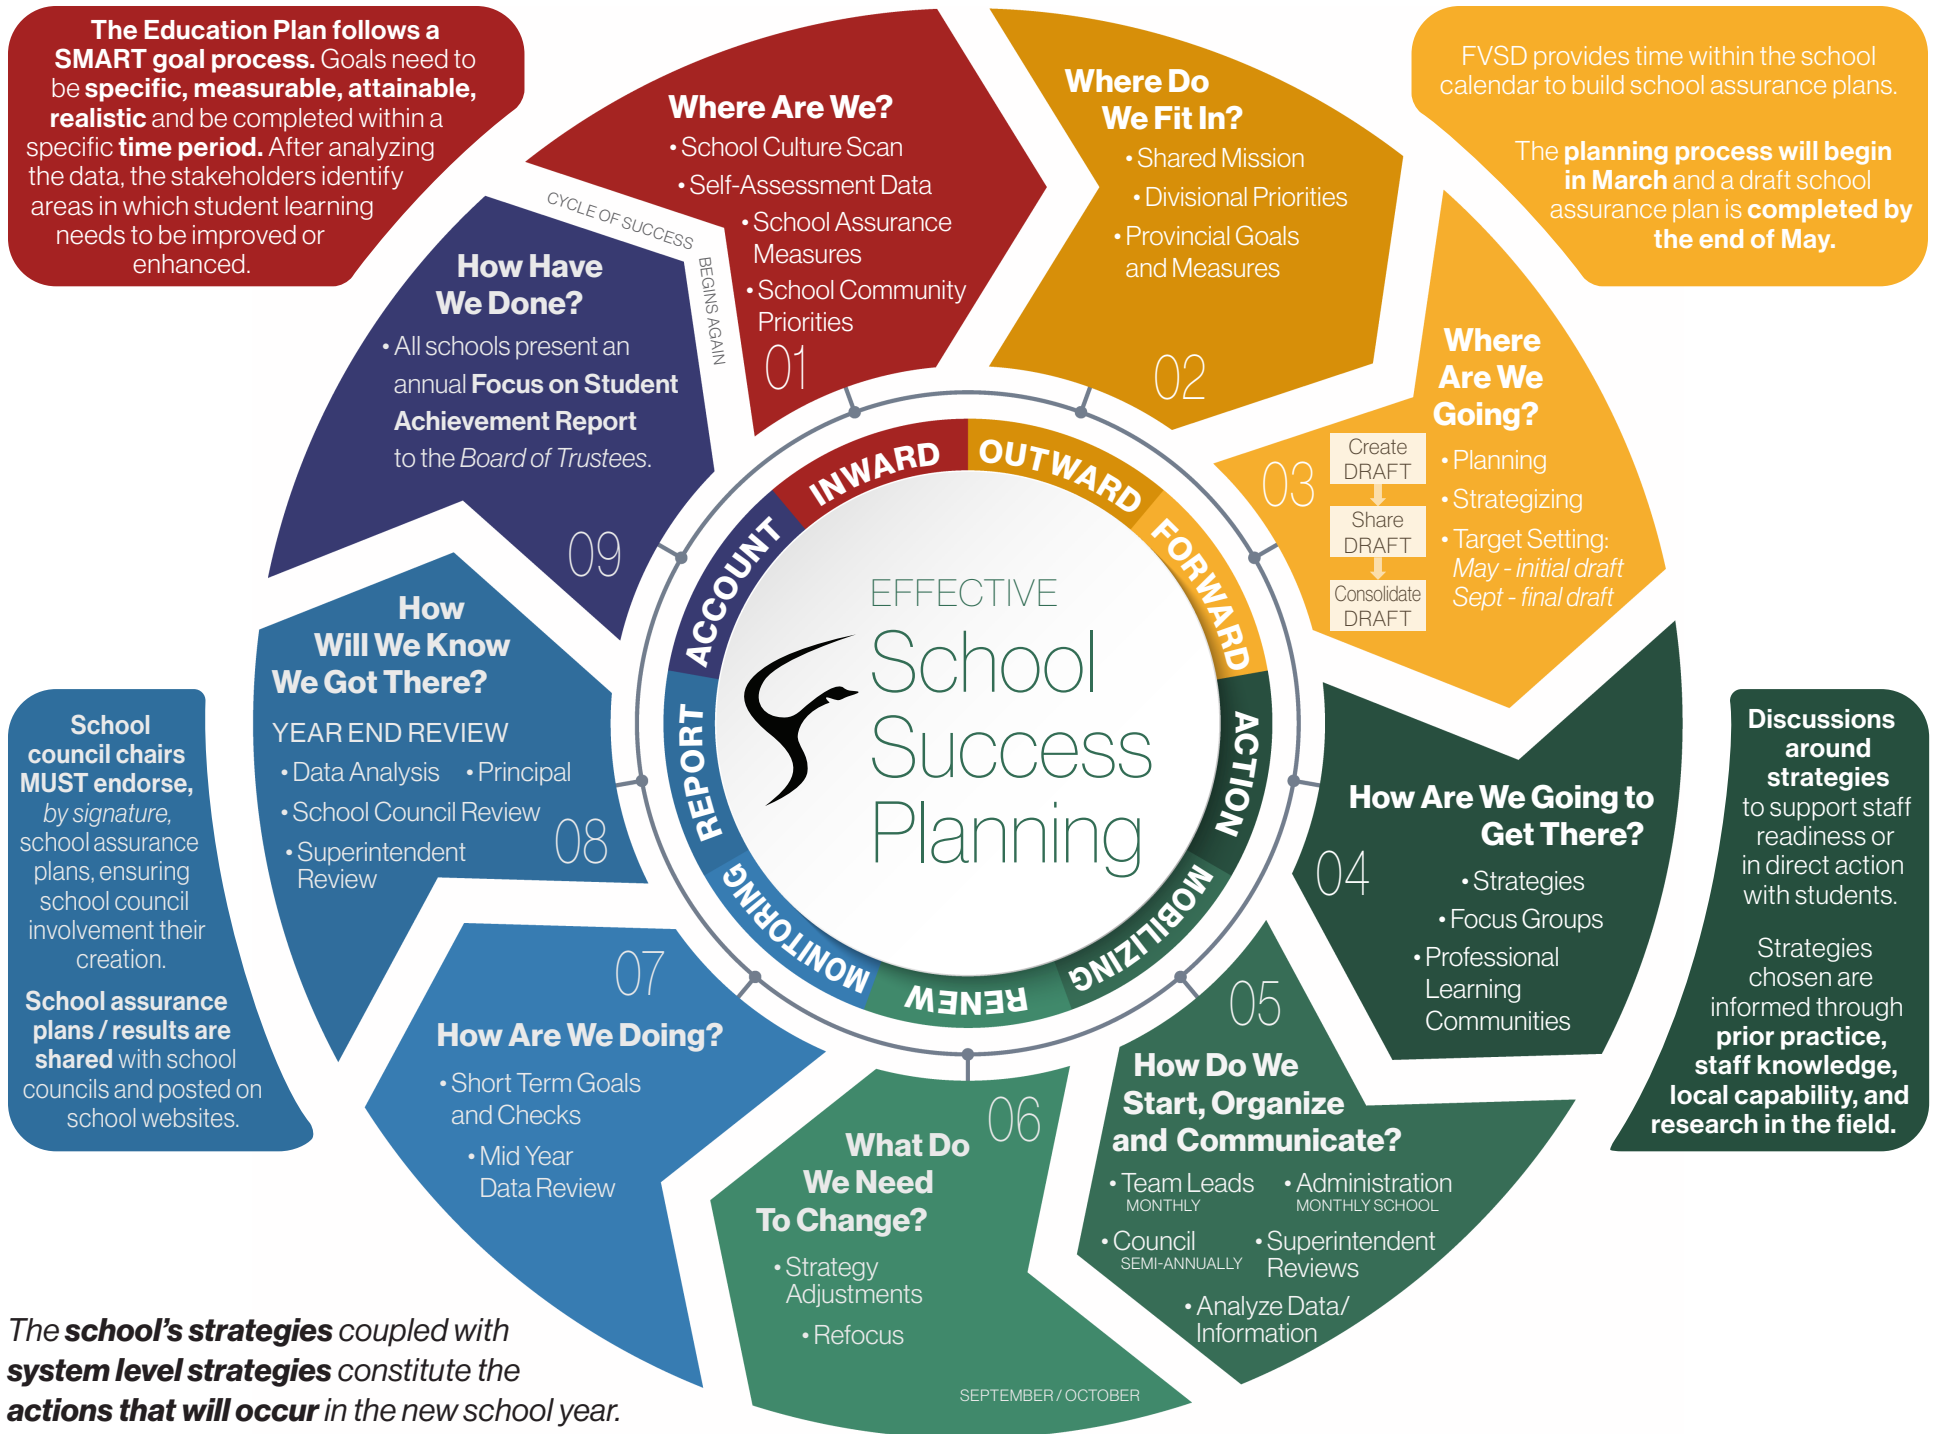 The Education Plan follows a
SMART goal process. Goals need to
be specific, measurable, attainable,
realistic and be completed within a
specific time period. After analyzing
the data, the stakeholders identify
areas in which student learning
needs to be improved or
enhanced.
Where Are We?
• School Culture Scan
• Self-Assessment Data
• School Assurance
Measures
• School Community
Priorities
01
Where Do
We Fit In?
• Shared Mission
• Divisional Priorities
• Provincial Goals
and Measures
02
FVSD provides time within the school
calendar to build school assurance plans.
The planning process will begin
in March and a draft school
assurance plan is completed by
the end of May.
Where
Are We
Going?
03
Create
DRAFT
Share
DRAFT
Consolidate
DRAFT
• Planning
• Strategizing
• Target Setting:
May - initial draft
Sept - final draft
How Are We Going to
Get There?
04
• Strategies
• Focus Groups
• Professional
Learning
Communities
Discussions
around
strategies
to support staff
readiness or
in direct action
with students.
Strategies
chosen are
informed through
prior practice,
staff knowledge,
local capability, and
research in the field.
05
How Do We
Start, Organize
and Communicate?
• Team Leads
MONTHLY
• Administration
MONTHLY SCHOOL
• Council
SEMI-ANNUALLY
• Superintendent
Reviews
• Analyze Data/
Information
06
What Do
We Need
To Change?
• Strategy
Adjustments
• Refocus
SEPTEMBER / OCTOBER
07
How Are We Doing?
• Short Term Goals
and Checks
• Mid Year
Data Review
How
Will We Know
We Got There?
YEAR END REVIEW
• Data Analysis • Principal
• School Council Review
• Superintendent
Review
08
School
council chairs
MUST endorse,
by signature,
school assurance
plans, ensuring
school council
involvement their
creation.
School assurance
plans / results are
shared with school
councils and posted on
school websites.
How Have
We Done?
• All schools present an
annual Focus on Student
Achievement Report
to the Board of Trustees.
09
CYCLE OF SUCCESS
BEGINS AGAIN
INWARD
OUTWARD
FORWARD
ACTION
MOBILIZING
RENEW
MONITORING
REPORT
ACCOUNT
EFFECTIVE
School
Success
Planning
The school's strategies coupled with
system level strategies constitute the
actions that will occur in the new school year.